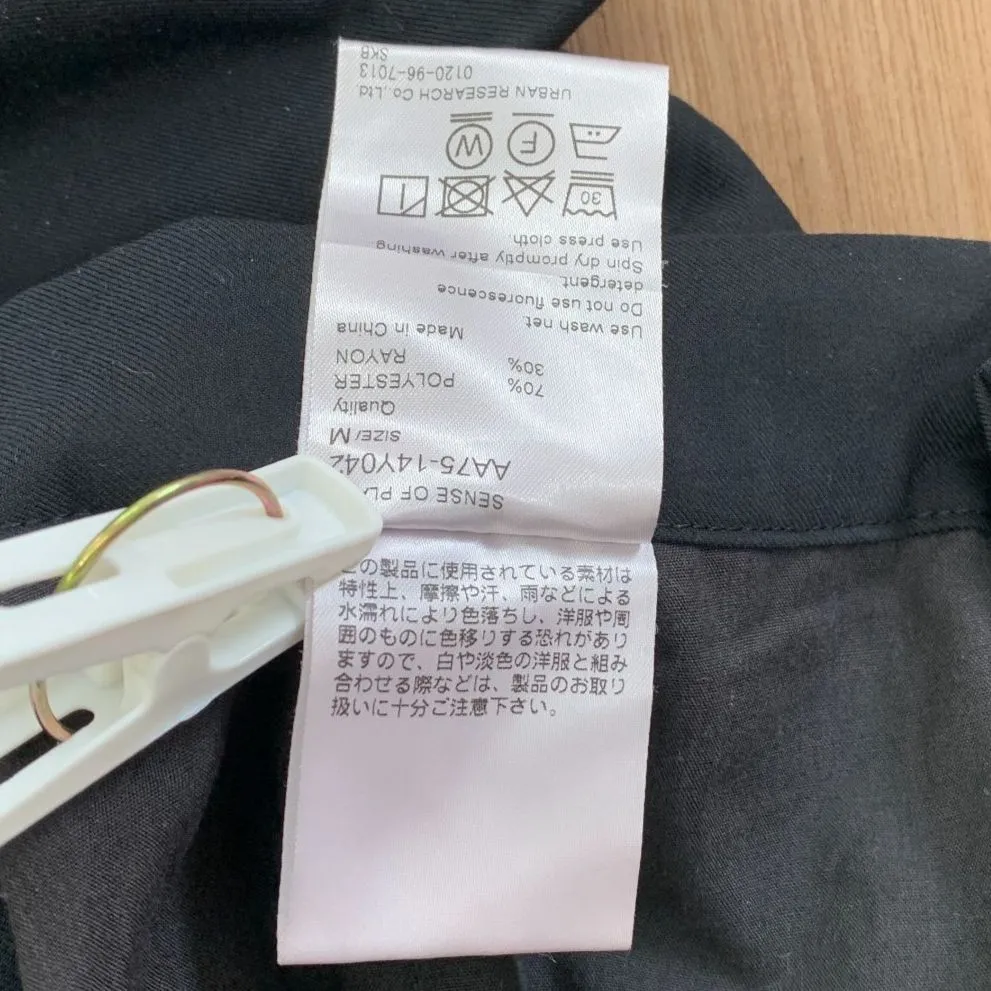 SENSE OF PL
AA75-14Y042
SIZE/ M
Quality
70% POLYESTER
30% RAYON
Made in China
Use wash net
Do not use fluorescence
detergent
Spin dry promptly after washing
Use press cloth.
30
F W
URBAN RESEARCH Co.,Ltd
0120-96-7013
SKB
この製品に使用されている素材は
特性上、摩擦や汗、雨などによる
水濡れにより色落ちし、洋服や周
囲のものに色移りする恐れがあり
ますので、白や淡色の洋服と組み
合わせる際などは、製品のお取り
扱いに十分ご注意下さい。